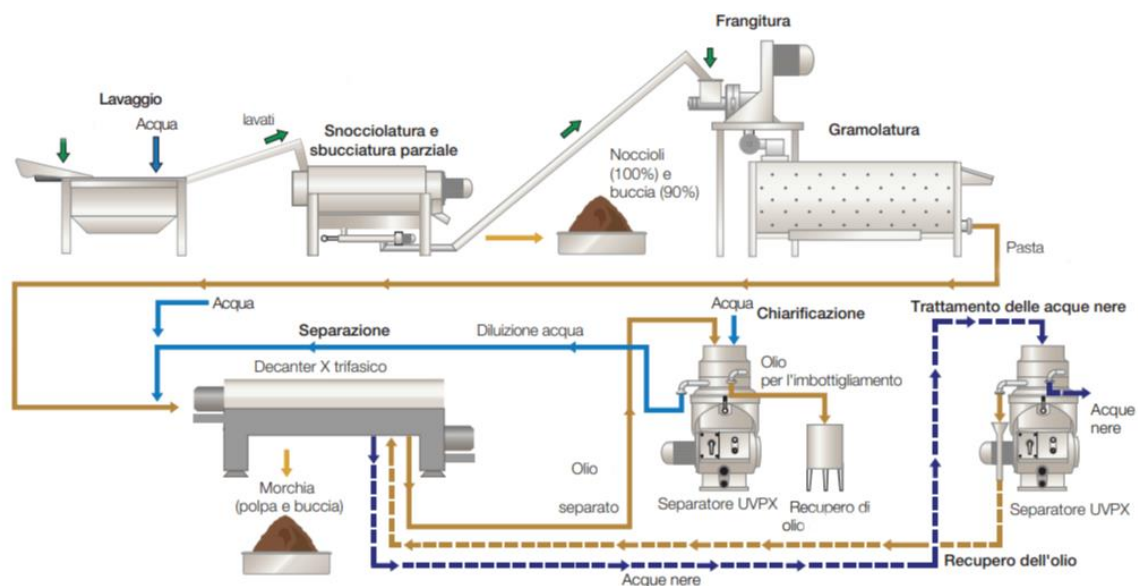 Frangitura
Lavaggio
Acqua
lavati
Snocciolatura e
sbucciatura parziale
Noccioli
(100%) e
buccia (90%)
Gramolatura
Pasta
Acqua
Separazione
Diluizione acqua
Acqua
Chiarificazione
Trattamento delle acque nere
Decanter X trifasico
Olio
per l'imbottigliamento
Acque
nere
Morchia
(polpa e buccia)
Olio
separato
Separatore UVPX
Recupero di
olio
Separatore UVPX
Recupero dell'olio
Acque nere